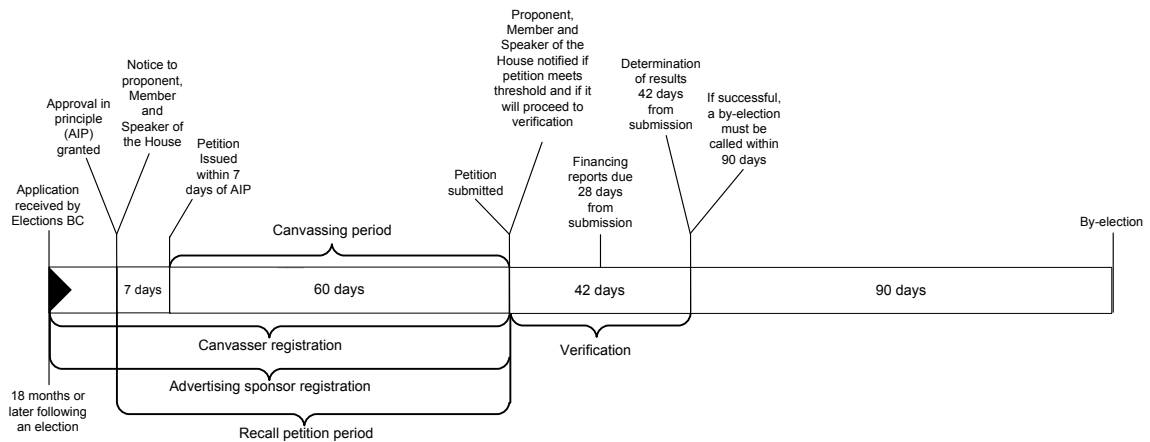 Application
received by
Elections BC
Approval in
principle
(AIP)
granted
Notice to
proponent,
Member
and
Speaker of
the House
Petition
Issued
within 7
days of AIP
Petition
submitted
Proponent,
Member and
Speaker of the
House notified if
petition meets
threshold and if it
will proceed to
verification
Financing
reports due
28 days
from
submission
Determination
of results
42 days
from
submission
If successful,
a by-election
must be
called within
90 days
By-election
Canvassing period
7 days
60 days
42 days
90 days
Canvasser registration
Verification
Advertising sponsor registration
18 months or
later following
an election
Recall petition period